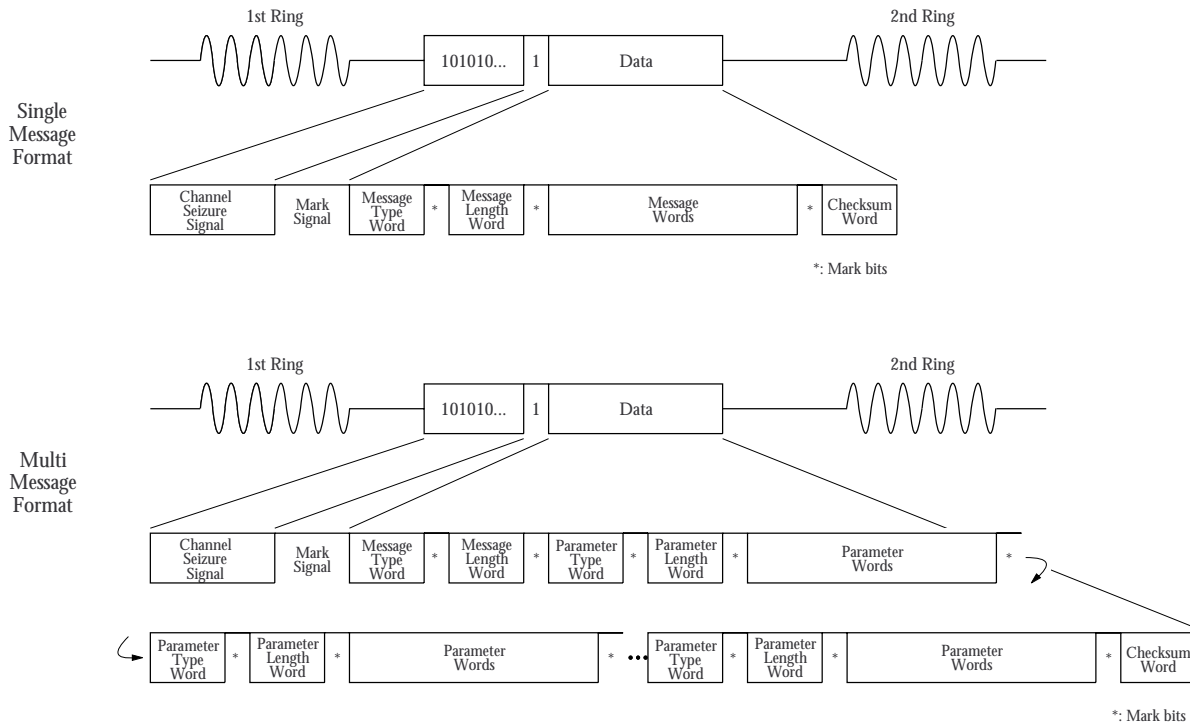 1st Ring
2nd Ring
101010...
1
Data
Single
Message
Format
Channel
Seizure
Signal
Mark
Signal
Message
Type
Word
*
Message
Length
Word
*
Message
Words
*
Checksum
Word
*: Mark bits
1st Ring
2nd Ring
101010...
1
Data
Multi
Message
Format
Channel
Seizure
Signal
Mark
Signal
Message
Type
Word
*
Message
Length
Word
*
Parameter
Type
Word
*
Parameter
Length
Word
*
Parameter
Words
*
Parameter
Type
Word
*
Parameter
Length
Word
*
Parameter
Words
*
•••
Parameter
Type
Word
*
Parameter
Length
Word
*
Parameter
Words
*
Checksum
Word
*: Mark bits